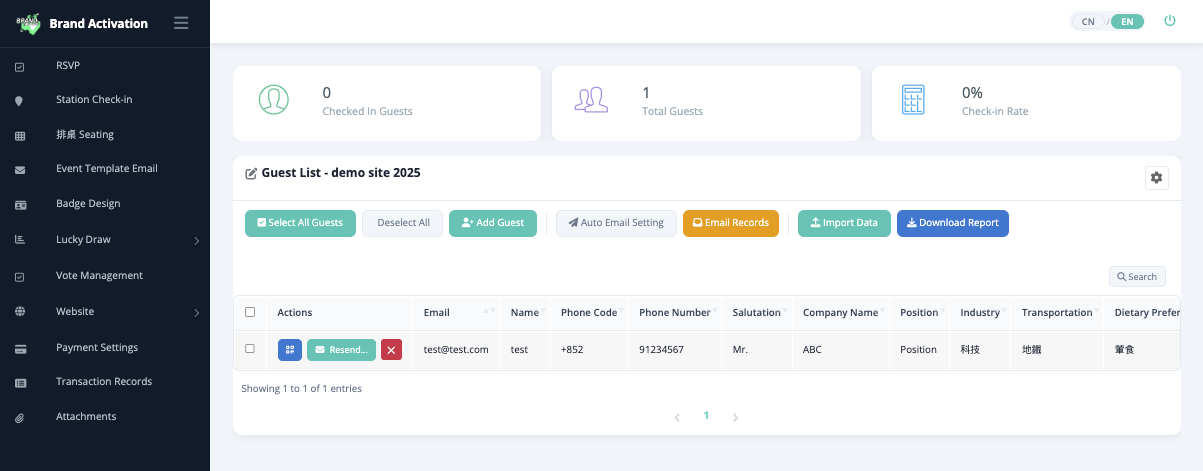 BRAND
Brand Activation
CN / EN
RSVP
Station Check-in
排桌 Seating
Event Template Email
Badge Design
Lucky Draw
Vote Management
Website
Payment Settings
Transaction Records
Attachments
0
Checked In Guests
1
Total Guests
0%
Check-in Rate
Guest List - demo site 2025
Select All Guests Deselect All Add Guest Auto Email Setting Email Records Import Data Download Report
Search
Actions Email Name Phone Code Phone Number Salutation Company Name Position Industry Transportation Dietary Prefer
Resend... test@test.com test +852 91234567 Mr. ABC Position 科技 地鐵 葷食
Showing 1 to 1 of 1 entries
‹ 1 ›